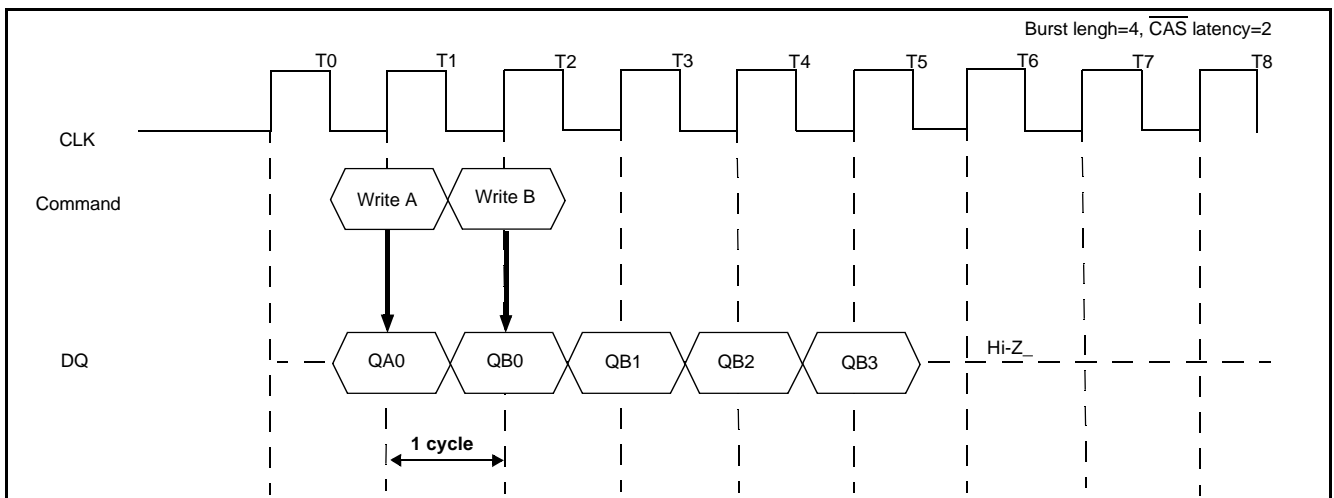 Burst lengh=4, CAS latency=2
T0 T1 T2 T3 T4 T5 T6 T7 T8
CLK
Command
Write A Write B
DQ
QA0 QB0 QB1 QB2 QB3 Hi-Z_
1 cycle